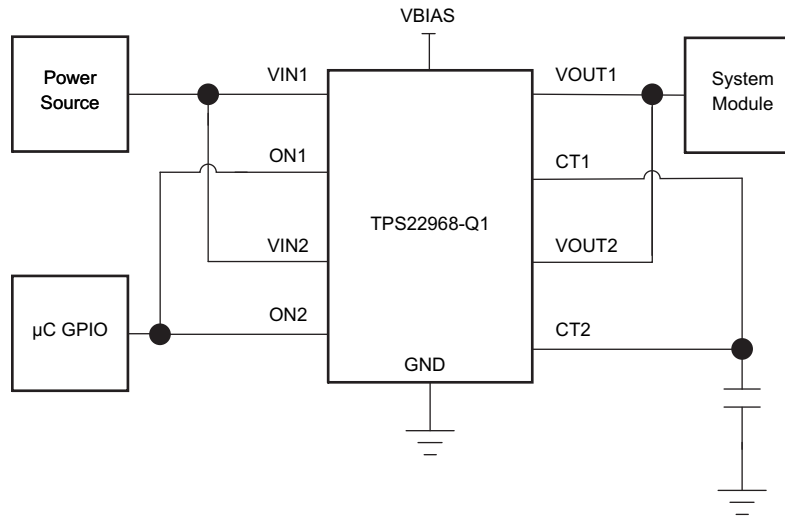 VBIAS
Power
Source
VIN1
VOUT1
System
Module
ON1
CT1
TPS22968-Q1
VIN2
VOUT2
µC GPIO
ON2
CT2
GND